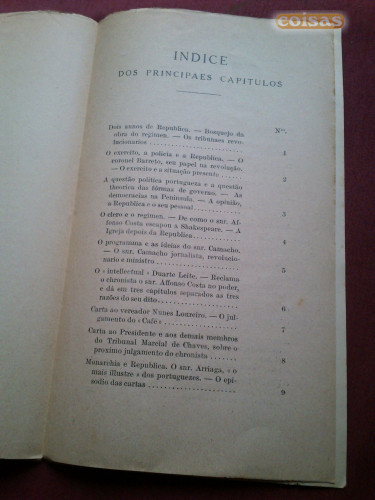 coisas
INDICE
DOS PRINCIPAES CAPITULOS
Nos.
Dois annos de Republica. — Bosquejo da
obra do regimen. — Os tribunaes revo-
lucionarios 1
O exercito, a policia e a Republica. — O
coronel Barreto, seu papel na revolução.
— O exercito e a situação presente 2
A questão politica portugueza e a questão
theorica das fórmas de governo. — As
democracias na Peninsula. — A opinião,
a Republica e o seu pessoal 3
O clero e o regimen. — De como o snr. Af-
fonso Costa escapou a Shakespeare. — A
Igreja depois da Republica 4
O programma e as ideias do snr. Camacho.
— O snr. Camacho jornalista, revolucio-
nario e ministro 5
O «intellectual» Duarte Leite. — Reclama
o chronista o snr. Affonso Costa no poder,
e dá em tres capitulos separados as tres
razões do seu dito 6
Carta ao vereador Nunes Loureiro. — O jul-
gamento do «Café» 7
Carta ao Presidente e aos demais membros
do Tribunal Marcial de Chaves, sobre o
proximo julgamento do chronista 8
Monarchia e Republica. O snr. Arriaga, «o
mais illustre» dos portuguezes. — O epi-
sodio das cartas 9